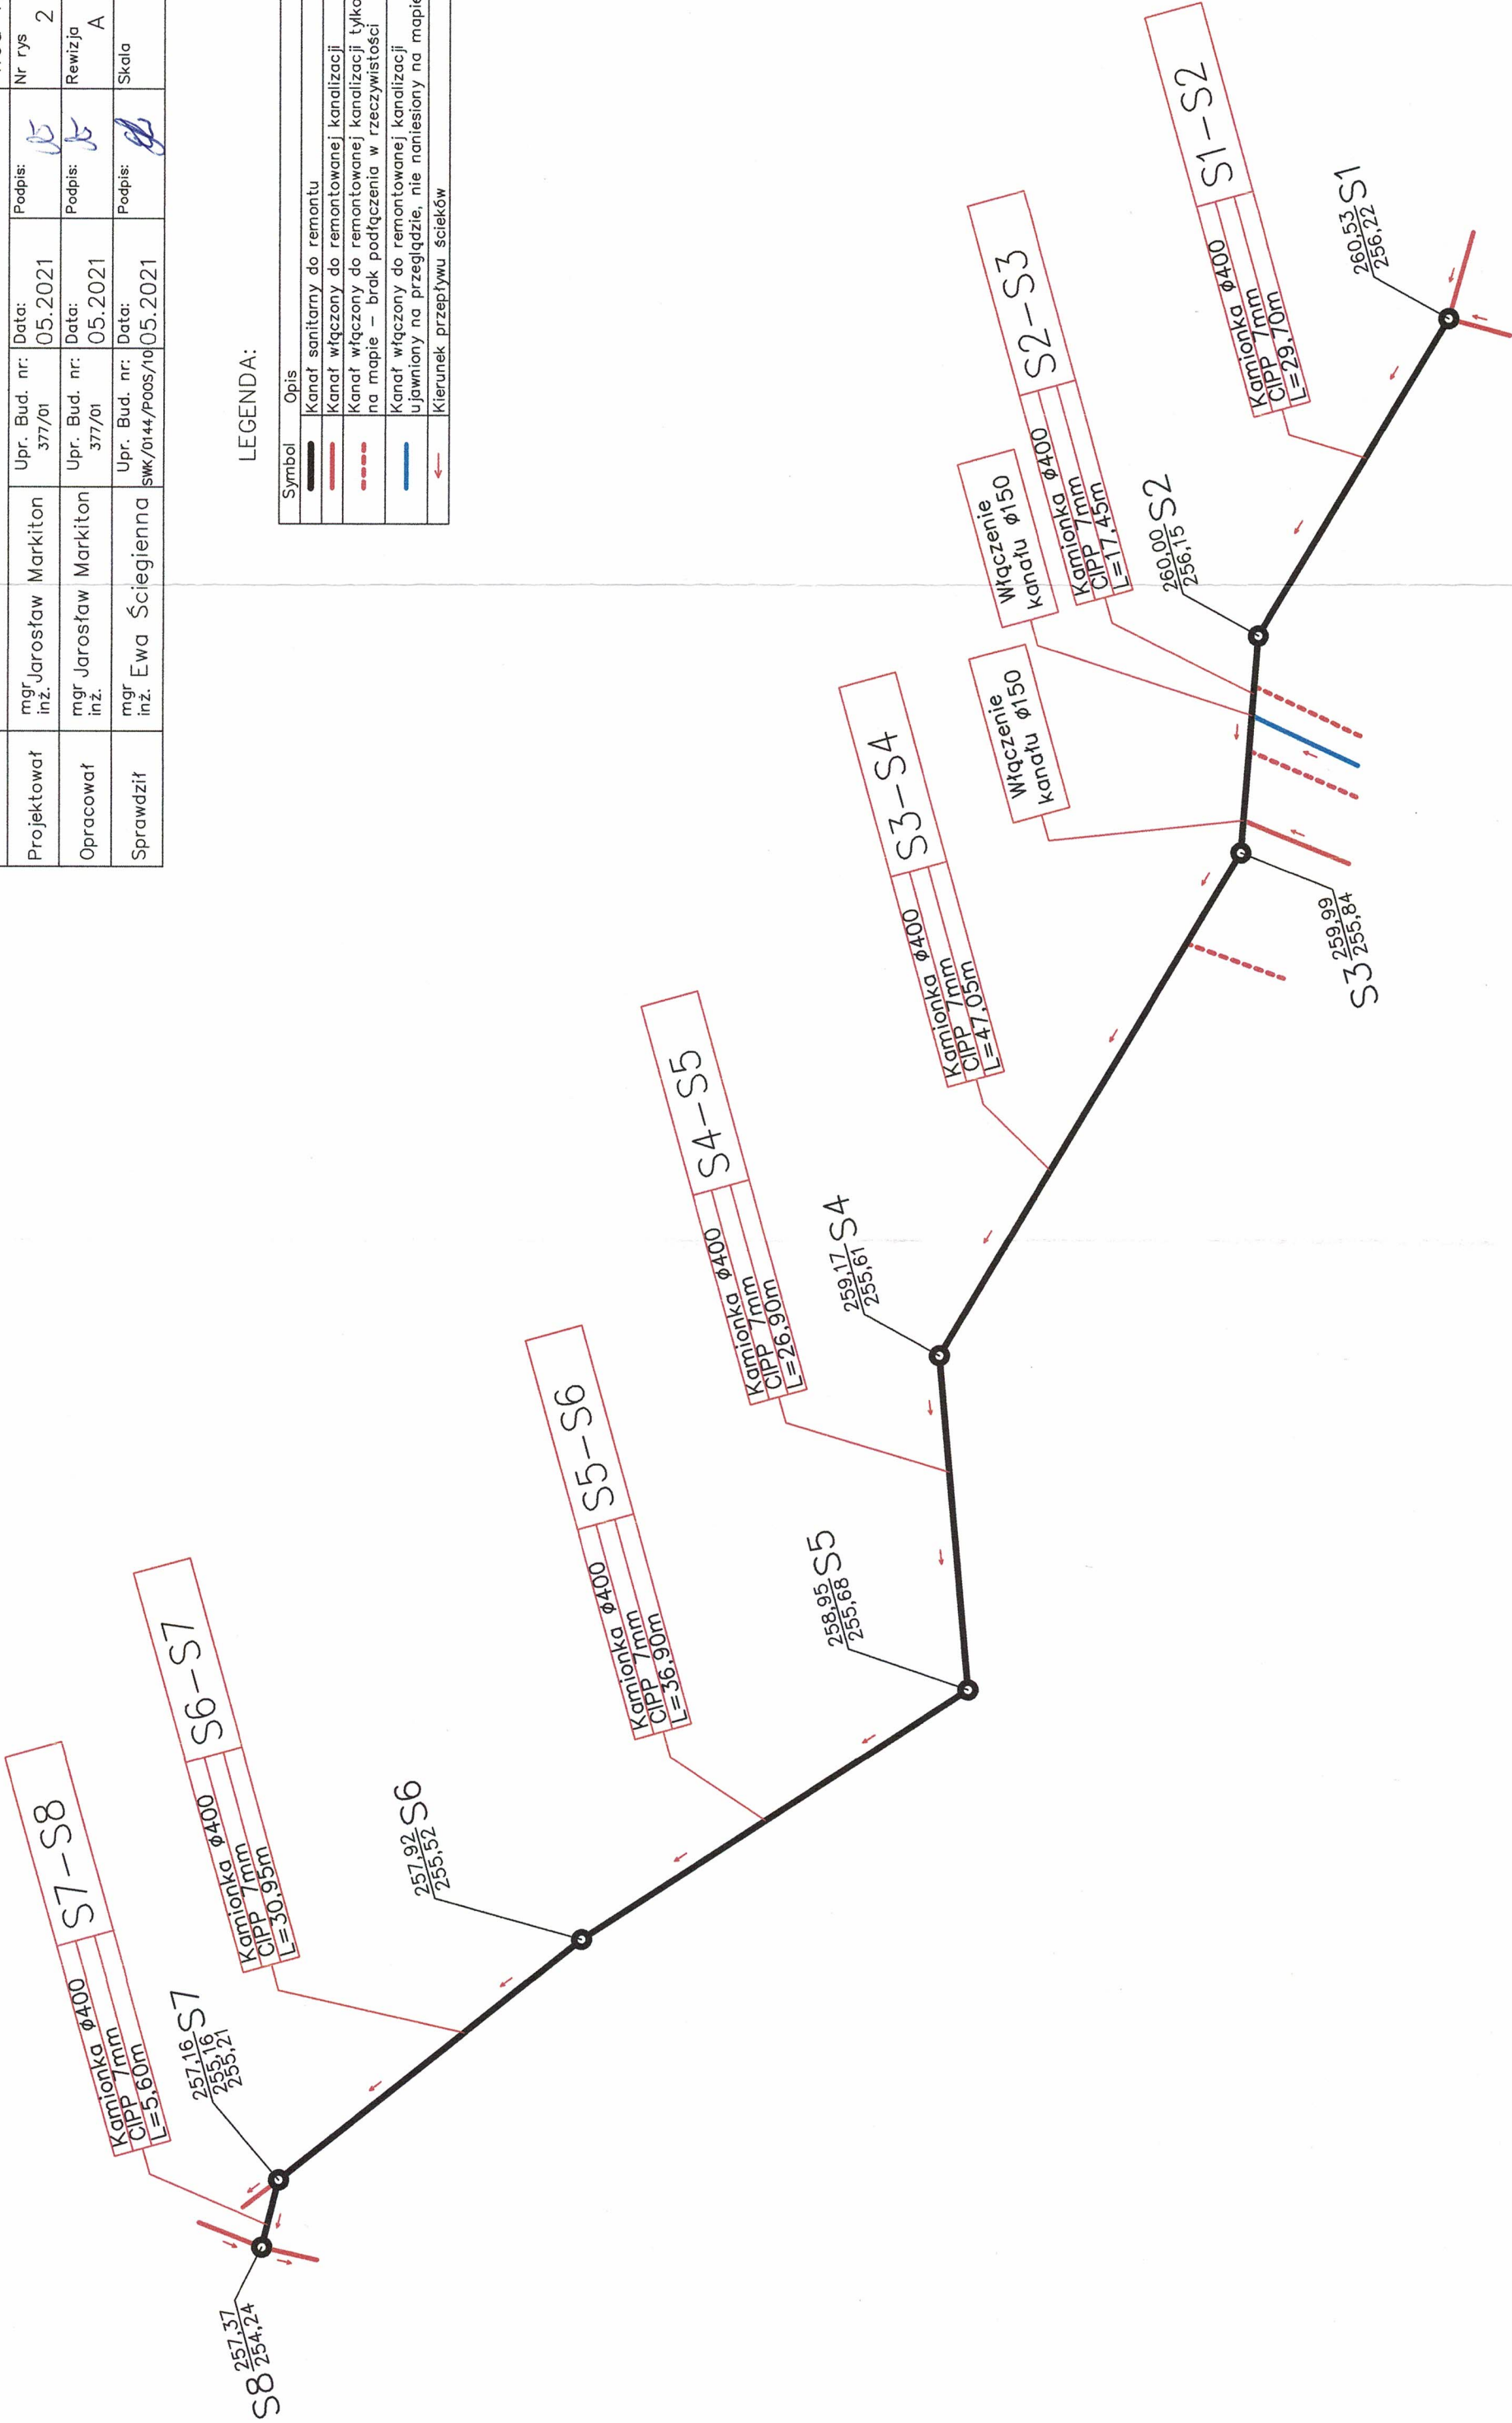 Projektował
mgr inż. Jarosław Markiton
Upr. Bud. nr: 377/01
Data: 05.2021
Podpis:
Nr rys 2
Opracował
mgr inż. Jarosław Markiton
Upr. Bud. nr: 377/01
Data: 05.2021
Podpis:
Rewizja A
Sprawdził
mgr inż. Ewa Ściegienna
Upr. Bud. nr: SWK/0144/POOS/10
Data: 05.2021
Podpis:
Skala
LEGENDA:
Symbol Opis
Kanał sanitarny do remontu
Kanał włączony do remontowanej kanalizacji
Kanał włączony do remontowanej kanalizacji tylko
na mapie – brak podłączenia w rzeczywistości
Kanał włączony do remontowanej kanalizacji
ujawniony na przeglądzie, nie naniesiony na mapie
Kierunek przepływu ścieków
S7–S8
Kamionka ø400
CIPP 7mm
L=5,60m
S6–S7
Kamionka ø400
CIPP 7mm
L=30,95m
S5–S6
Kamionka ø400
CIPP 7mm
L=36,90m
S4–S5
Kamionka ø400
CIPP 7mm
L=26,90m
S3–S4
Kamionka ø400
CIPP 7mm
L=47,05m
Włączenie
kanału ø150
Włączenie
kanału ø150
S2–S3
Kamionka ø400
CIPP 7mm
L=17,45m
S1–S2
Kamionka ø400
CIPP 7mm
L=29,70m
S8
257,37
254,24
257,16
255,16
255,21
S7
257,92
255,52
S6
258,95
255,68
S5
259,17
255,61
S4
S3
259,99
255,84
260,00
256,15
S2
260,53
256,22
S1